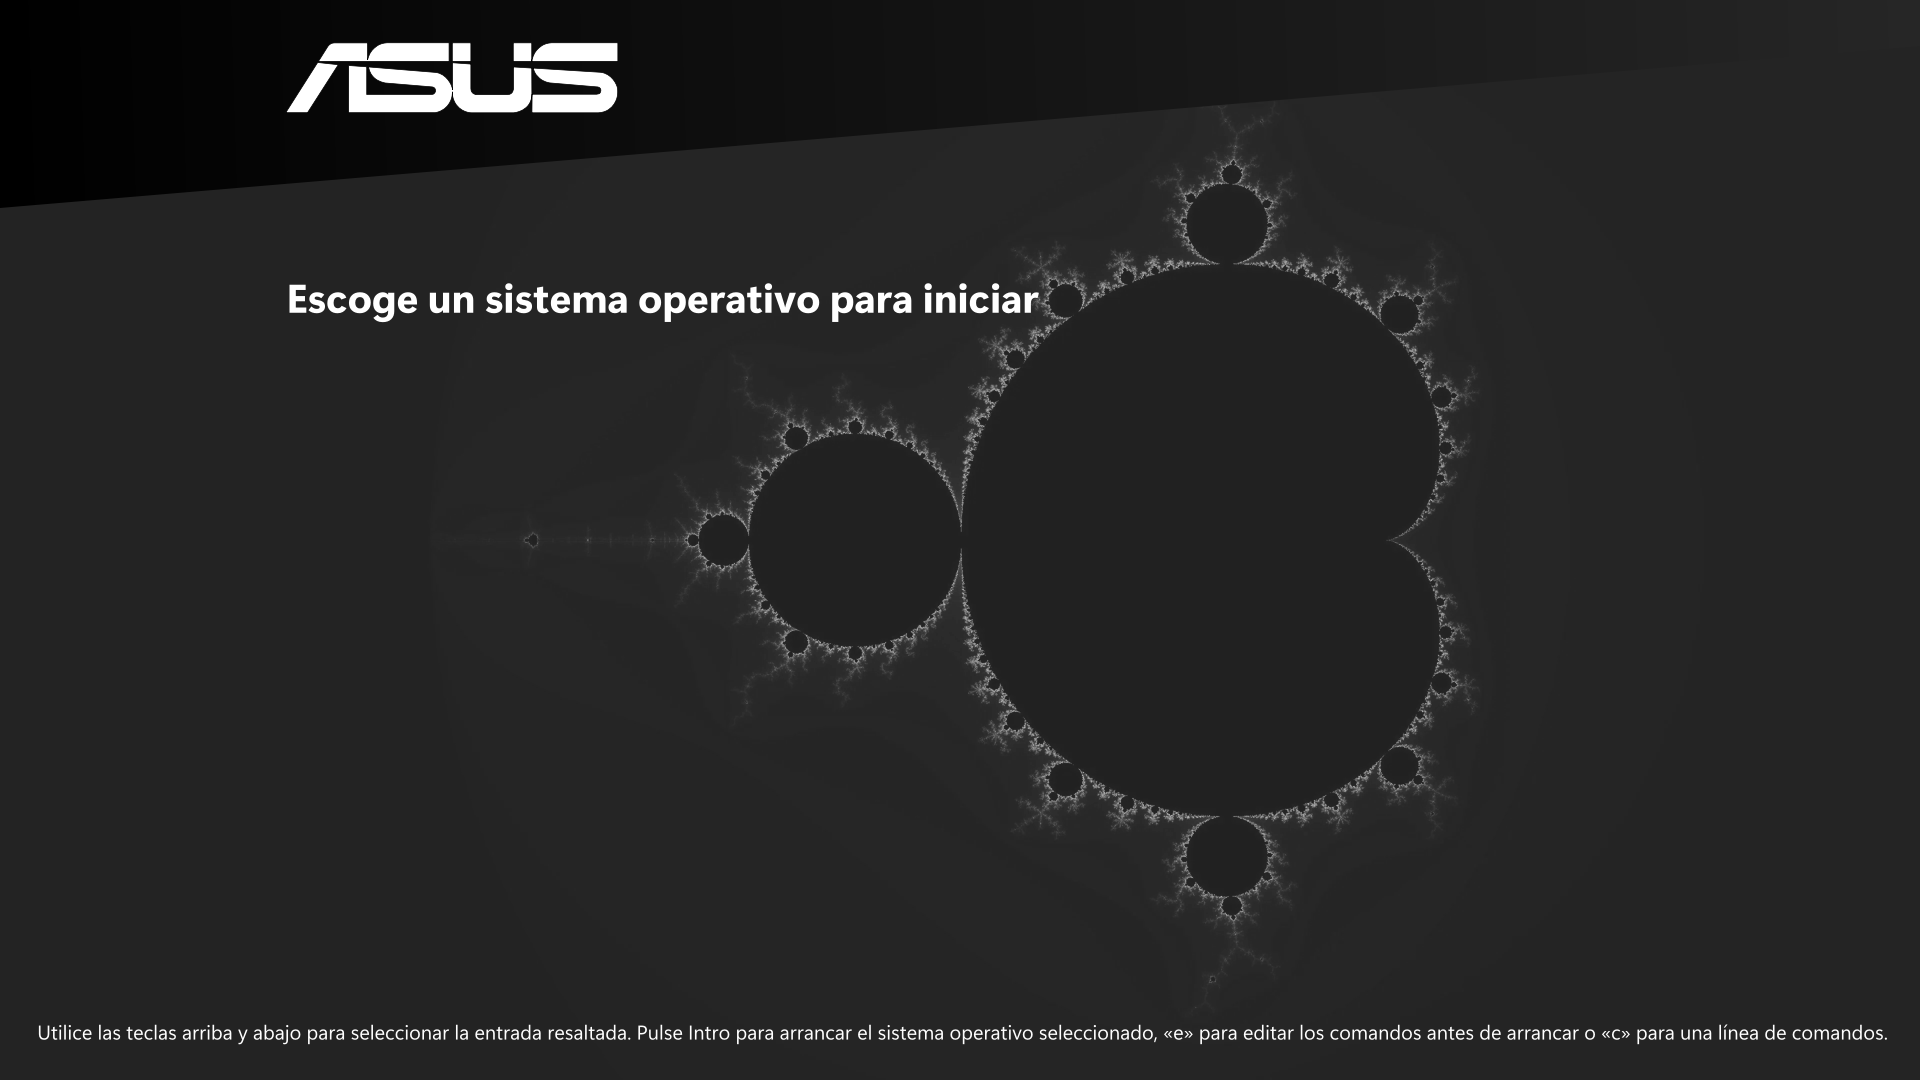 ASUS
Escoge un sistema operativo para iniciar
Utilice las teclas arriba y abajo para seleccionar la entrada resaltada. Pulse Intro para arrancar el sistema operativo seleccionado, «e» para editar los comandos antes de arrancar o «c» para una línea de comandos.